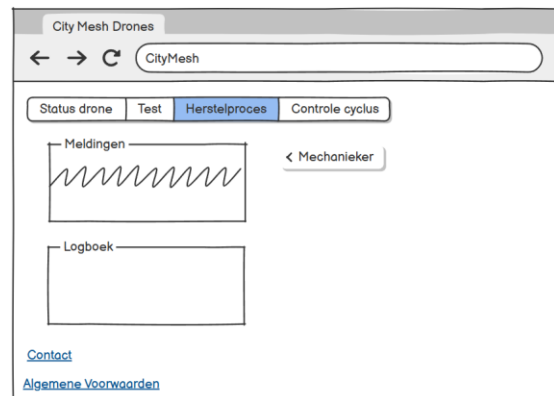 City Mesh Drones
CityMesh
Status drone Test Herstelproces Controle cyclus
Meldingen
Mechanieker
Logboek
Contact
Algemene Voorwaarden